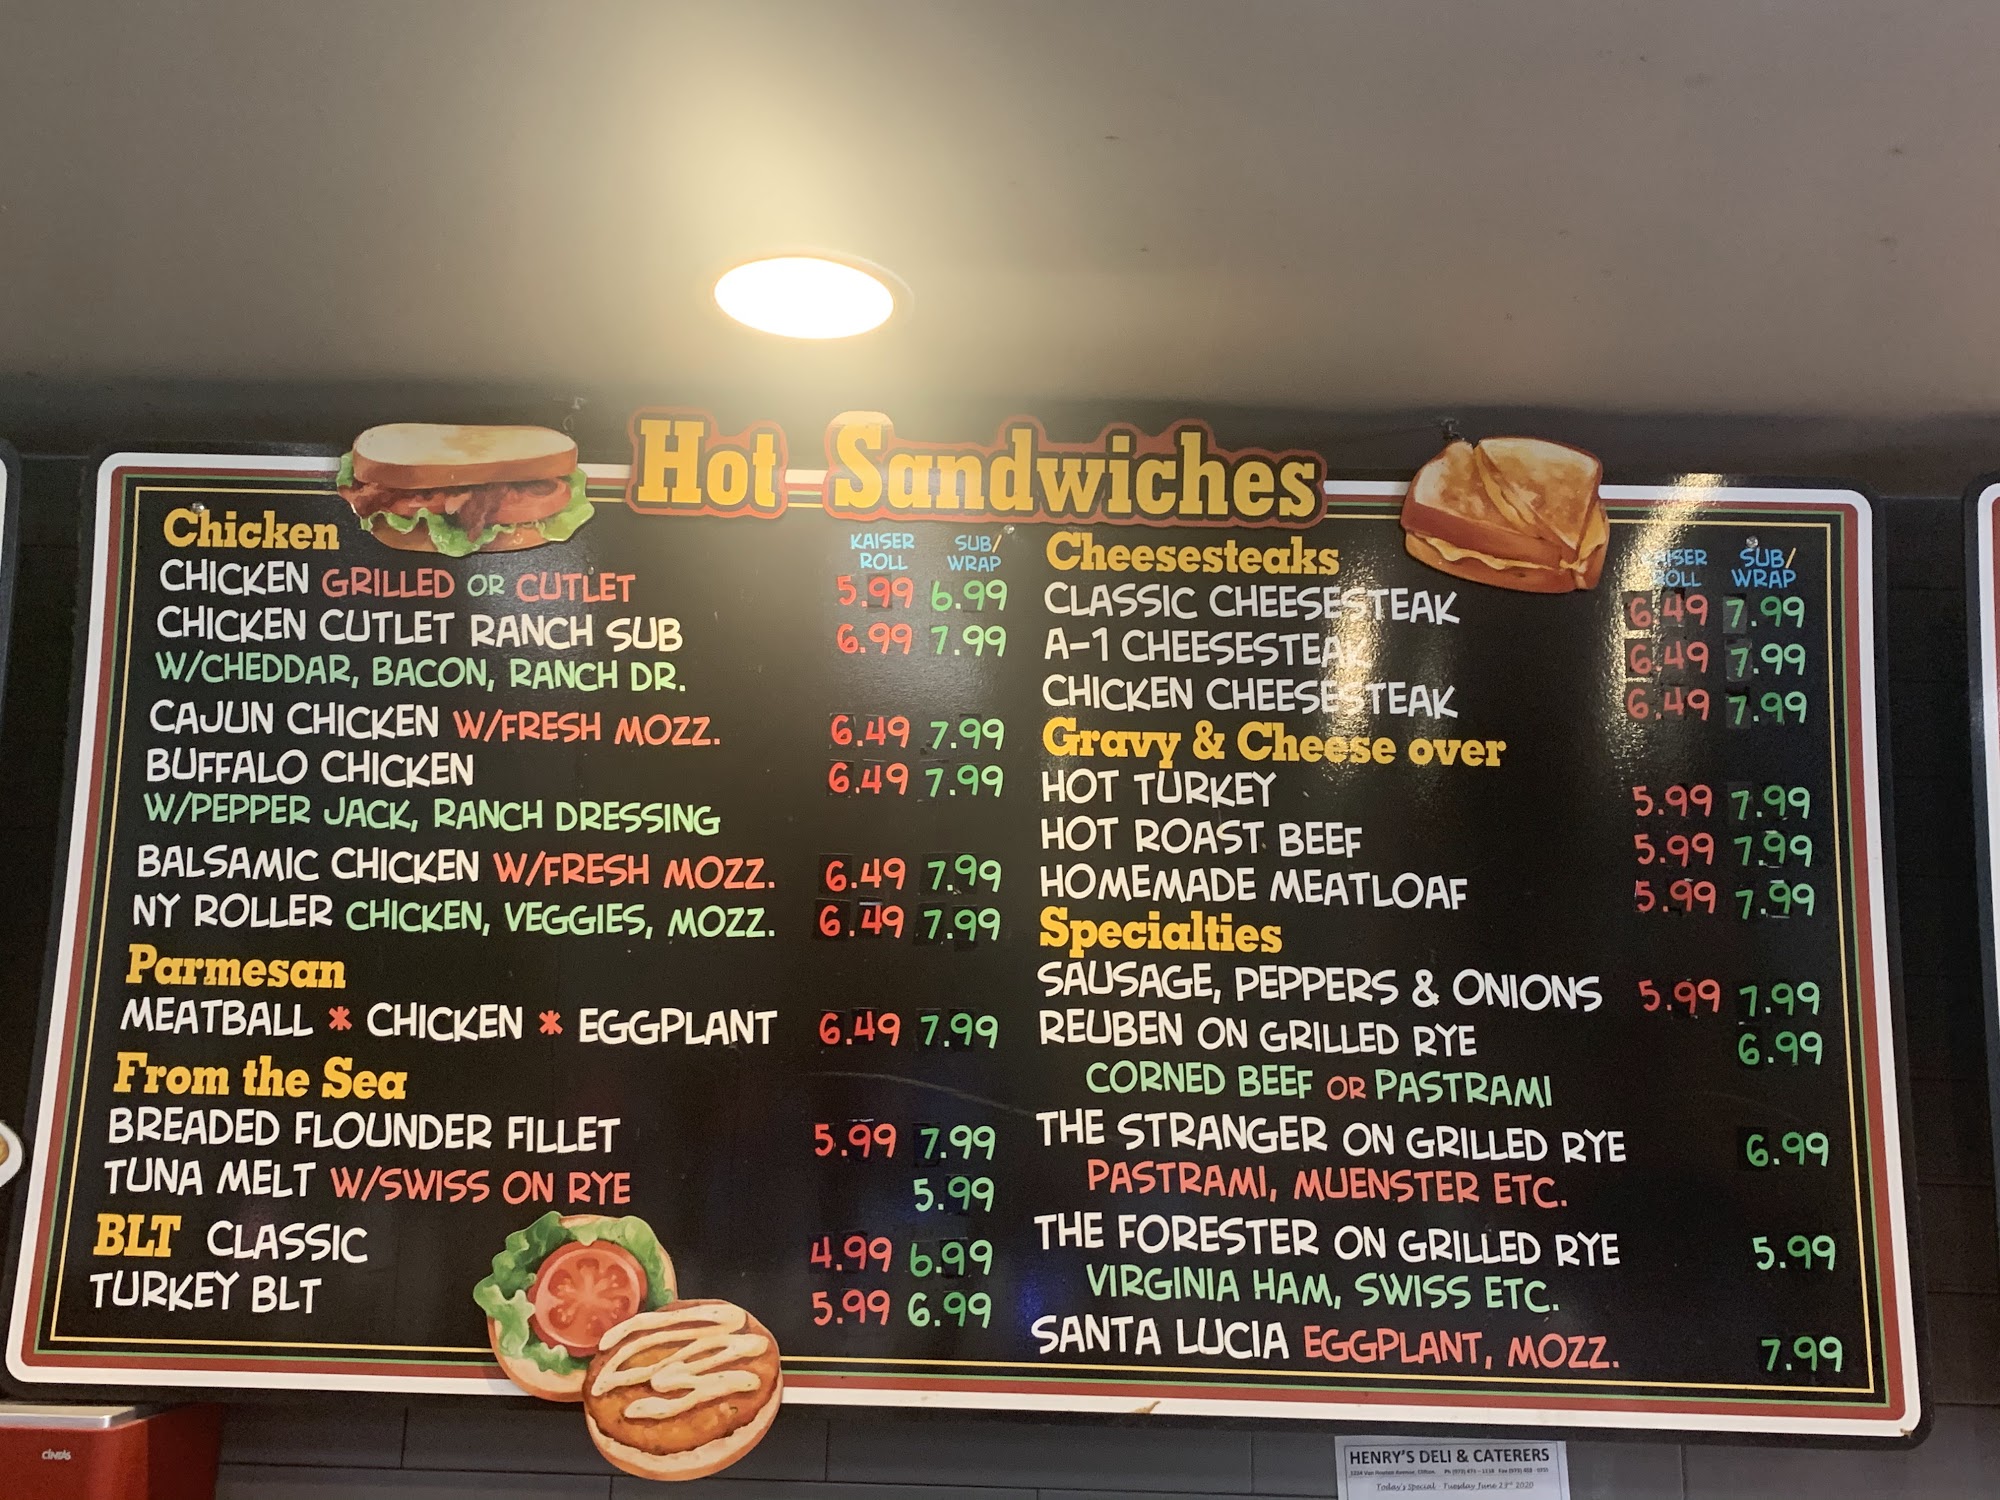 Hot Sandwiches
Chicken
KAISER ROLL SUB/ WRAP
CHICKEN GRILLED OR CUTLET 5.99 6.99
CHICKEN CUTLET RANCH SUB 6.99 7.99
W/CHEDDAR, BACON, RANCH DR.
CAJUN CHICKEN W/FRESH MOZZ. 6.49 7.99
BUFFALO CHICKEN 6.49 7.99
W/PEPPER JACK, RANCH DRESSING
BALSAMIC CHICKEN W/FRESH MOZZ. 6.49 7.99
NY ROLLER CHICKEN, VEGGIES, MOZZ. 6.49 7.99
Parmesan
MEATBALL * CHICKEN * EGGPLANT 6.49 7.99
From the Sea
BREADED FLOUNDER FILLET 5.99 7.99
TUNA MELT W/SWISS ON RYE 5.99
BLT CLASSIC 4.99 6.99
TURKEY BLT 5.99 6.99
Cheesesteaks
KAISER ROLL SUB/ WRAP
CLASSIC CHEESESTEAK 6.49 7.99
A-1 CHEESESTEAK 6.49 7.99
CHICKEN CHEESESTEAK 6.49 7.99
Gravy & Cheese over
HOT TURKEY 5.99 7.99
HOT ROAST BEEF 5.99 7.99
HOMEMADE MEATLOAF 5.99 7.99
Specialties
SAUSAGE, PEPPERS & ONIONS 5.99 7.99
REUBEN ON GRILLED RYE 6.99
CORNED BEEF OR PASTRAMI
THE STRANGER ON GRILLED RYE 6.99
PASTRAMI, MUENSTER ETC.
THE FORESTER ON GRILLED RYE 5.99
VIRGINIA HAM, SWISS ETC.
SANTA LUCIA EGGPLANT, MOZZ. 7.99
HENRY'S DELI & CATERERS
Today's Special - Tuesday June 23rd 2020